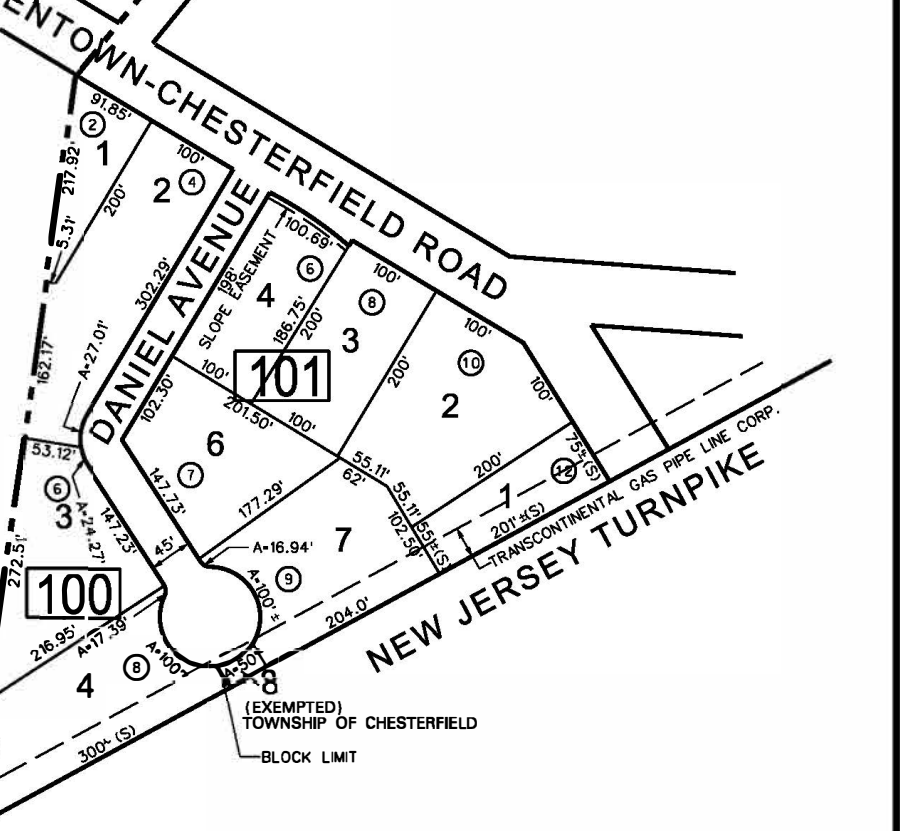 ENTOWN-CHESTERFIELD ROAD
91.85'
2
1
217.92'
100'
2
4
200'
5.31'
DANIEL AVENUE
302.29'
198'
SLOPE EASEMENT
100.69'
6
4
186.75'
200'
100'
8
3
100'
10
2
200'
100'
162.17'
A=27.01'
102.30'
100'
101
201.50'
100'
6
7
55.11'
62'
200'
75'±(S)
12
1
53.12'
6
3
147.73'
177.29'
55.11'
102.50'
55'±(S)
201'±(S)
TRANSCONTINENTAL GAS PIPE LINE CORP.
NEW JERSEY TURNPIKE
A=24.27'
147.23'
45'
A=16.94'
7
9
A=100'±
272.51'
100
204.0'
216.95'
A=17.39'
A=100'
8
4
A=50'
8
(EXEMPTED)
TOWNSHIP OF CHESTERFIELD
BLOCK LIMIT
300'±(S)